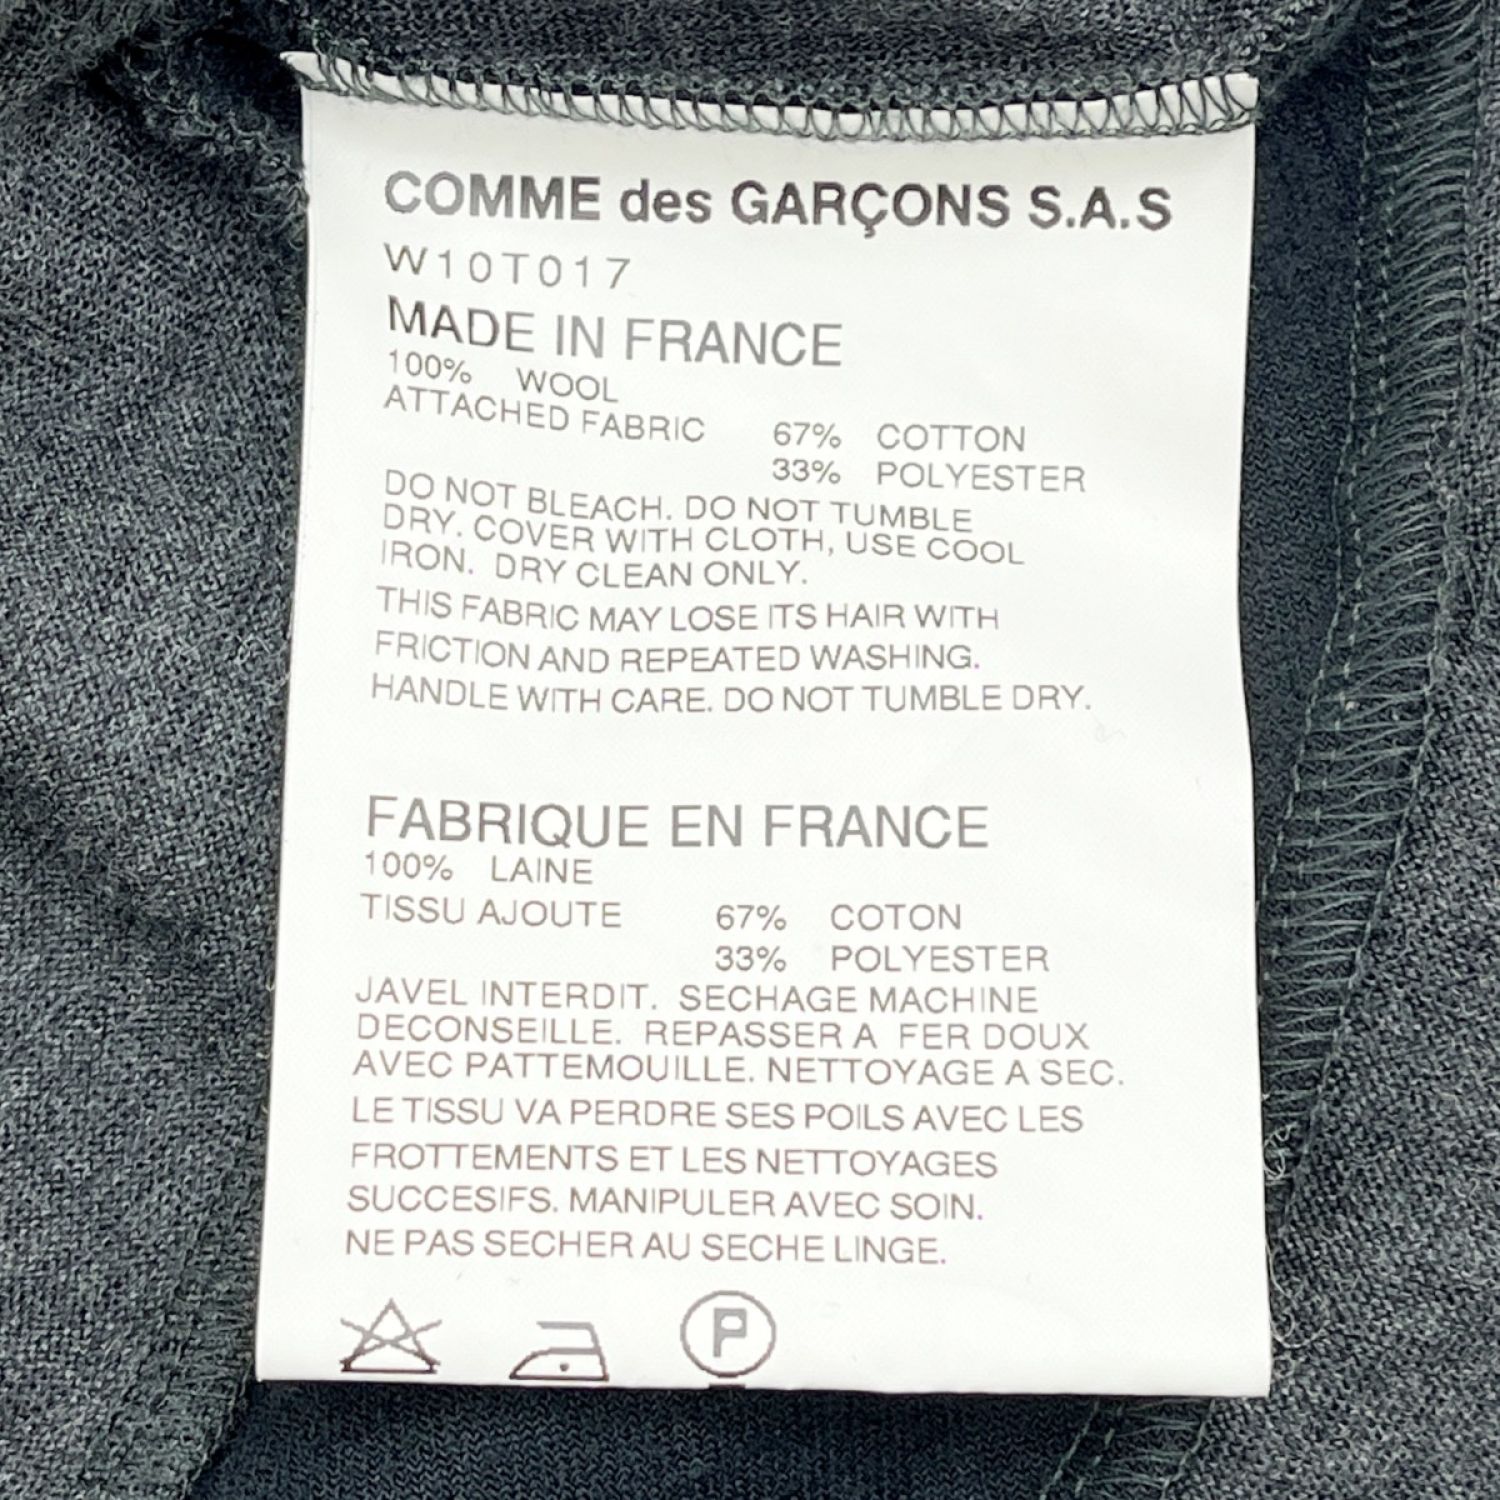 COMME des GARÇONS S.A.S
W10T017
MADE IN FRANCE
100% WOOL
ATTACHED FABRIC 67% COTTON
33% POLYESTER
DO NOT BLEACH. DO NOT TUMBLE
DRY. COVER WITH CLOTH, USE COOL
IRON. DRY CLEAN ONLY.
THIS FABRIC MAY LOSE ITS HAIR WITH
FRICTION AND REPEATED WASHING.
HANDLE WITH CARE. DO NOT TUMBLE DRY.
FABRIQUE EN FRANCE
100% LAINE
TISSU AJOUTE 67% COTON
33% POLYESTER
JAVEL INTERDIT. SECHAGE MACHINE
DECONSEILLE. REPASSER A FER DOUX
AVEC PATTEMOUILLE. NETTOYAGE A SEC.
LE TISSU VA PERDRE SES POILS AVEC LES
FROTTEMENTS ET LES NETTOYAGES
SUCCESIFS. MANIPULER AVEC SOIN.
NE PAS SECHER AU SECHE LINGE.
P